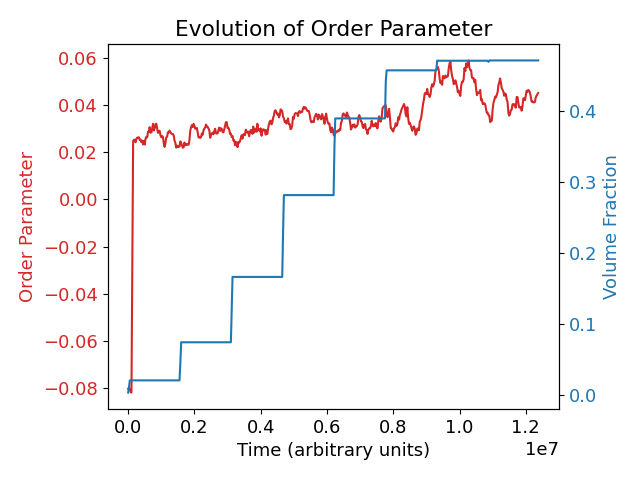 Evolution of Order Parameter
0.06
0.04
0.02
0.00
−0.02
−0.04
−0.06
−0.08
Order Parameter
0.4
0.3
0.2
0.1
0.0
Volume Fraction
0.0 0.2 0.4 0.6 0.8 1.0 1.2
1e7
Time (arbitrary units)